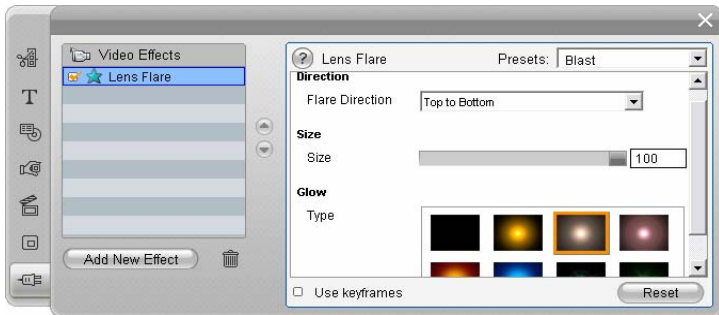 Video Effects
Lens Flare
Add New Effect
? Lens Flare Presets: Blast
Direction
Flare Direction Top to Bottom
Size
Size 100
Glow
Type
Use keyframes Reset
T